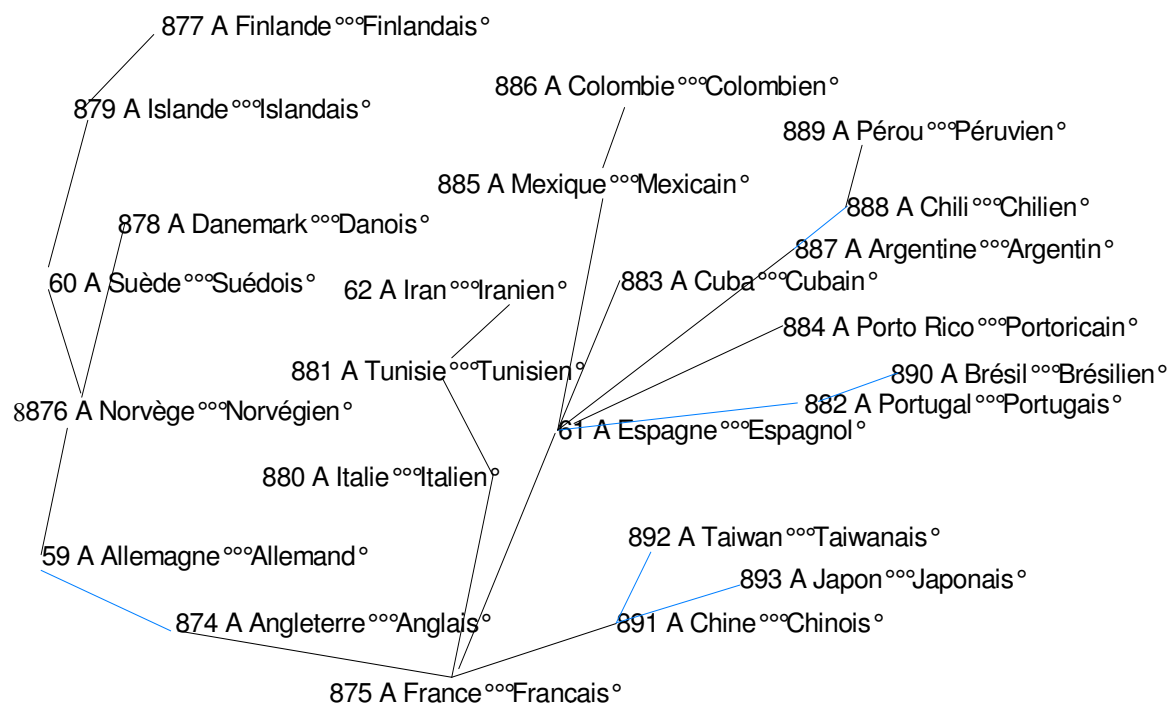 877 A Finlande °°°Finlandais°
886 A Colombie °°°Colombien°
879 A Islande °°°Islandais°
889 A Pérou °°°Péruvien°
885 A Mexique °°°Mexicain°
888 A Chili °°°Chilien°
878 A Danemark °°°Danois°
887 A Argentine °°°Argentin°
60 A Suède °°°Suédois°
62 A Iran °°°Iranien°
883 A Cuba °°°Cubain°
884 A Porto Rico °°°Portoricain°
881 A Tunisie °°°Tunisien°
890 A Brésil °°°Brésilien°
8876 A Norvège °°°Norvégien°
882 A Portugal °°°Portugais°
61 A Espagne °°°Espagnol°
880 A Italie °°°Italien°
892 A Taiwan °°°Taiwanais°
59 A Allemagne °°°Allemand°
893 A Japon °°°Japonais°
874 A Angleterre °°°Anglais°
891 A Chine °°°Chinois°
875 A France °°°Francais°